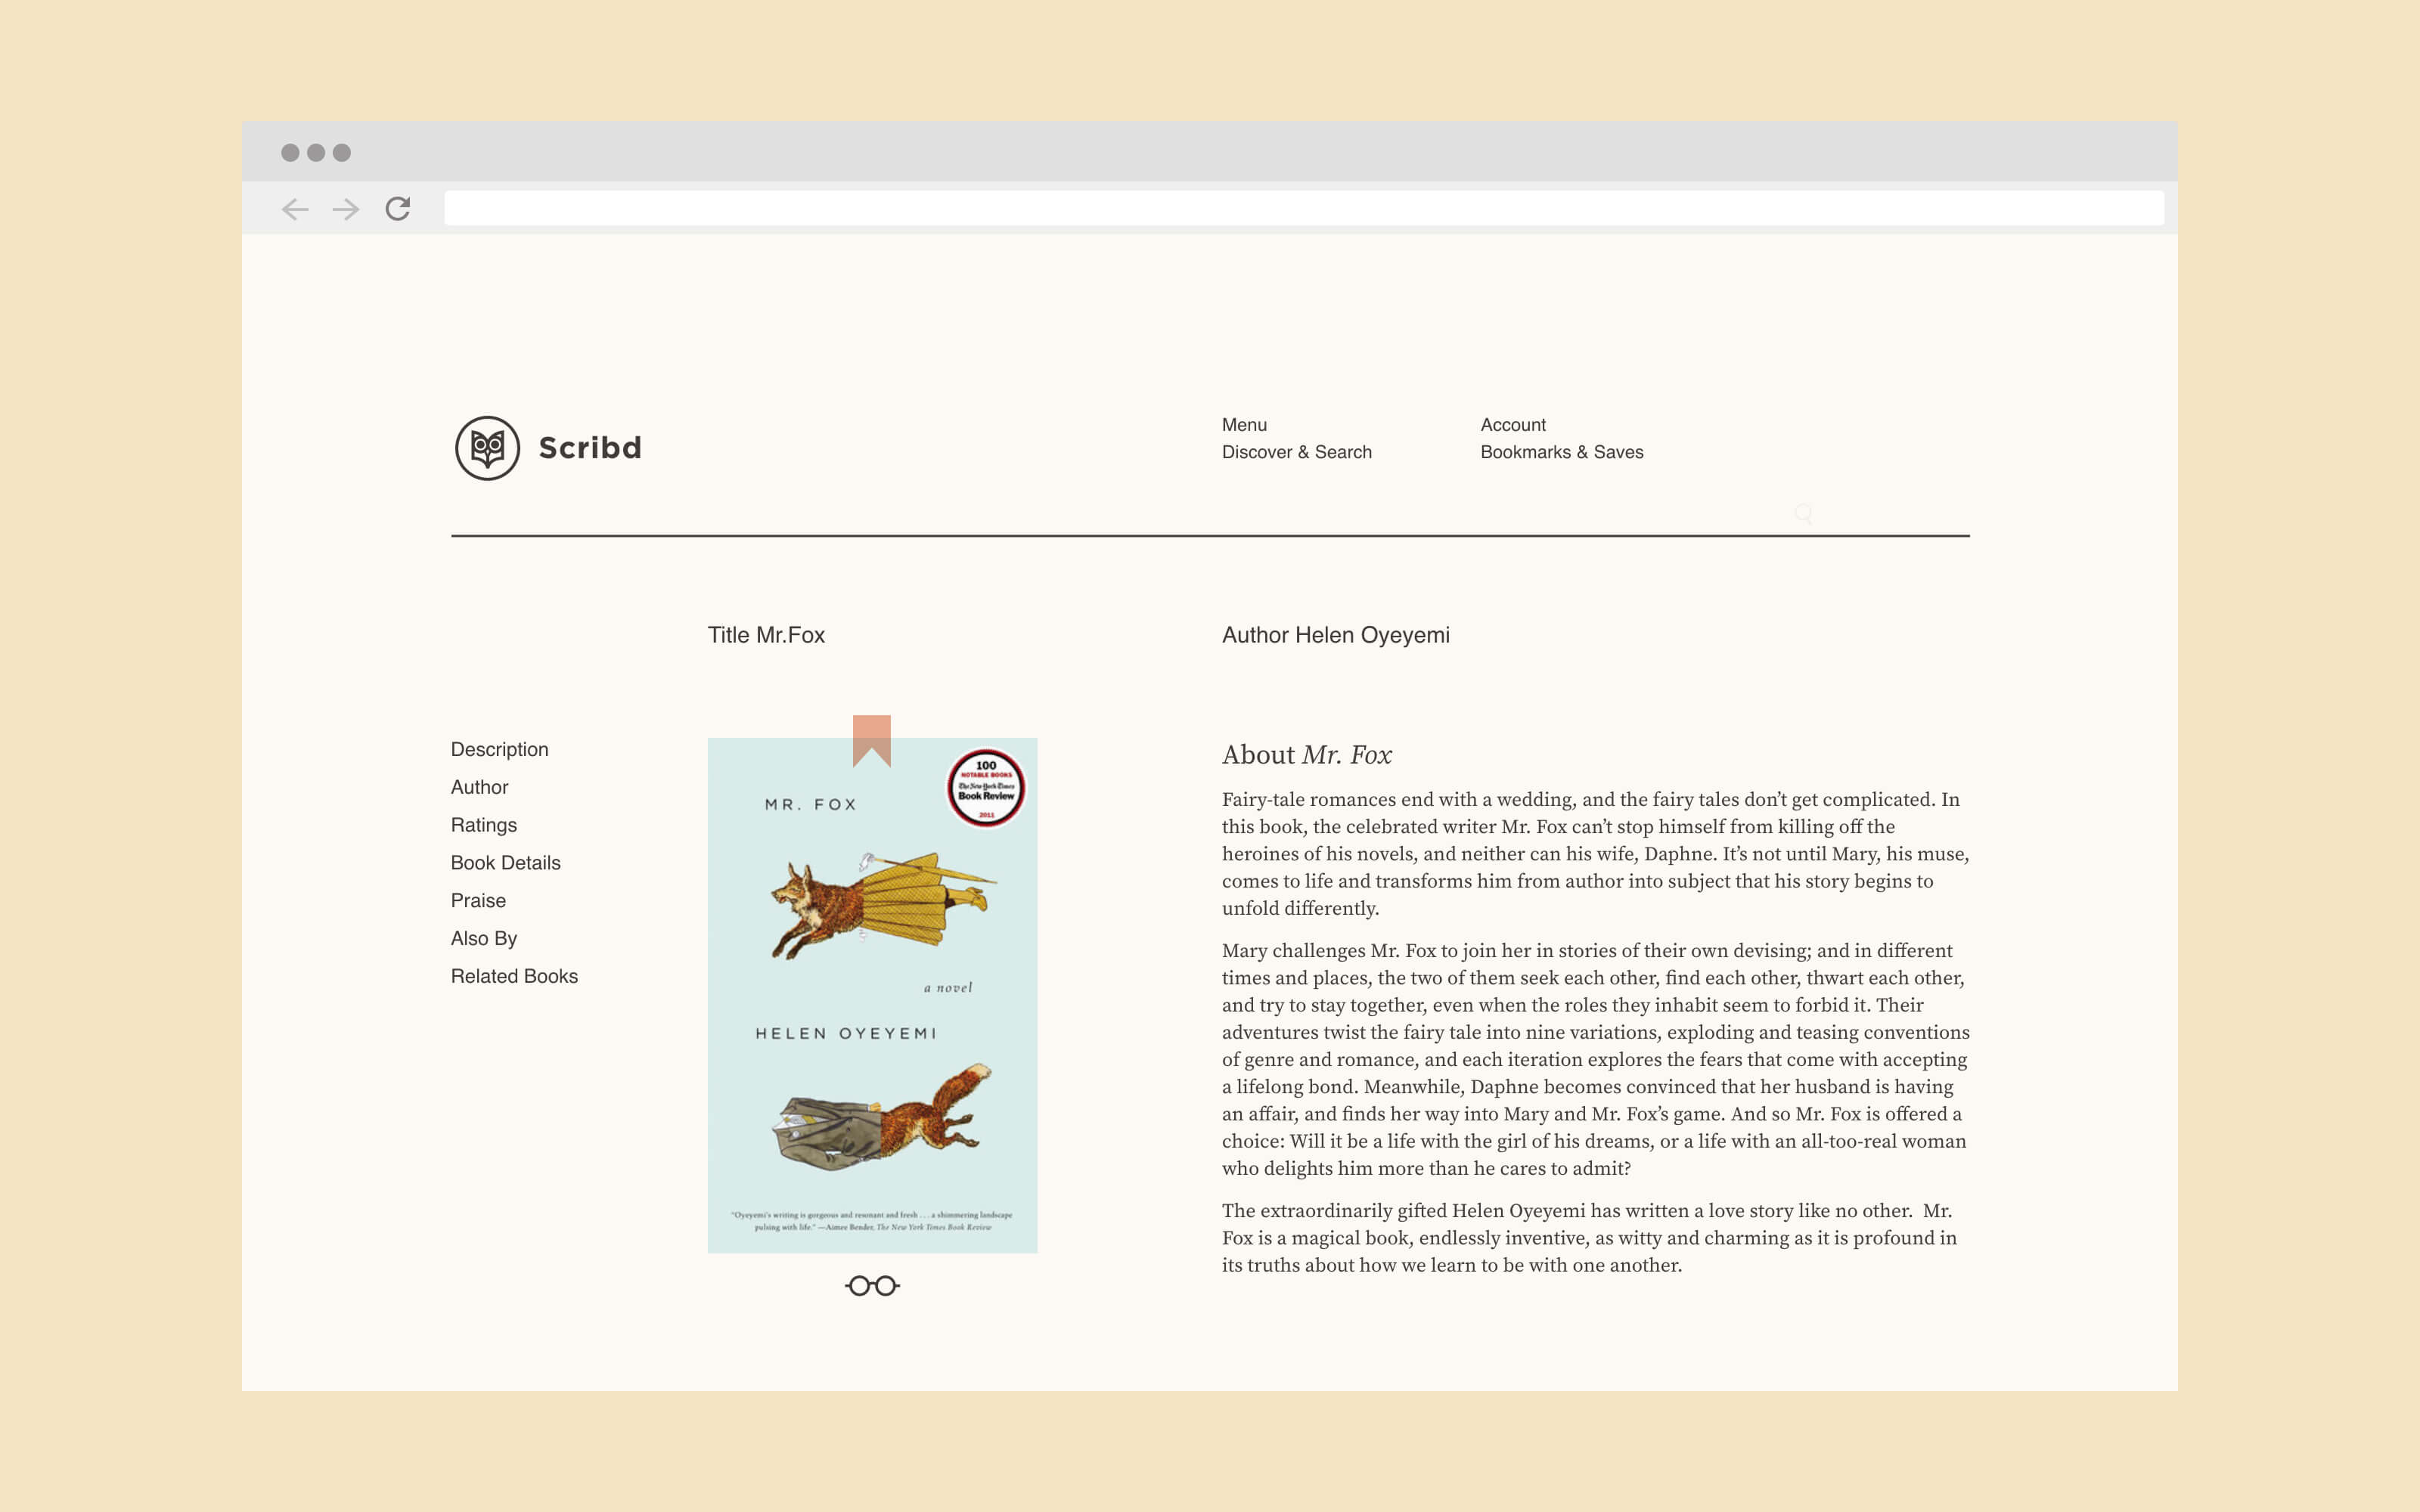 Scribd
Menu
Discover & Search
Account
Bookmarks & Saves
Title Mr.Fox
Author Helen Oyeyemi
Description
Author
Ratings
Book Details
Praise
Also By
Related Books
MR. FOX
100
NOTABLE BOOKS
The New York Times
Book Review
2011
a novel
HELEN OYEYEMI
"Oyeyemi's writing is gorgeous and resonant and fresh . . . a shimmering landscape
pulsing with life." —Aimee Bender, The New York Times Book Review
About Mr. Fox
Fairy-tale romances end with a wedding, and the fairy tales don’t get complicated. In
this book, the celebrated writer Mr. Fox can’t stop himself from killing off the
heroines of his novels, and neither can his wife, Daphne. It’s not until Mary, his muse,
comes to life and transforms him from author into subject that his story begins to
unfold differently.
Mary challenges Mr. Fox to join her in stories of their own devising; and in different
times and places, the two of them seek each other, find each other, thwart each other,
and try to stay together, even when the roles they inhabit seem to forbid it. Their
adventures twist the fairy tale into nine variations, exploding and teasing conventions
of genre and romance, and each iteration explores the fears that come with accepting
a lifelong bond. Meanwhile, Daphne becomes convinced that her husband is having
an affair, and finds her way into Mary and Mr. Fox’s game. And so Mr. Fox is offered a
choice: Will it be a life with the girl of his dreams, or a life with an all-too-real woman
who delights him more than he cares to admit?
The extraordinarily gifted Helen Oyeyemi has written a love story like no other.  Mr.
Fox is a magical book, endlessly inventive, as witty and charming as it is profound in
its truths about how we learn to be with one another.